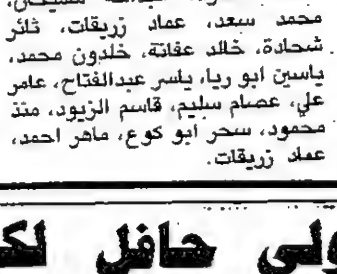 محمد سعد، عماد زريقات، ثائر
شحادة، خالد عفانة، خلدون محمد،
ياسين ابو ريا، ياسر عبدالفتاح، عامر
علي، عصام سليم، قاسم الزيود، منذ
محمود، سحر ابو كوع، ماهر احمد،
عماد زريقات.
حافل